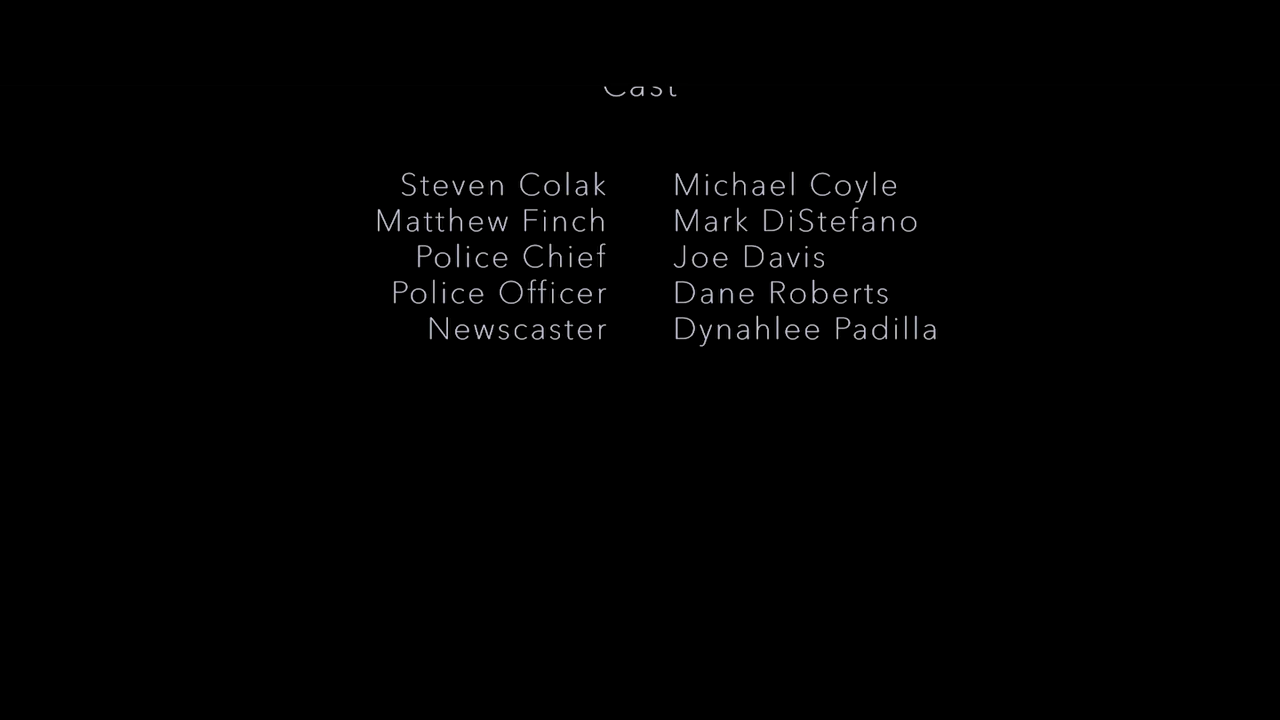 Cast
Steven Colak Michael Coyle
Matthew Finch Mark DiStefano
Police Chief Joe Davis
Police Officer Dane Roberts
Newscaster Dynahlee Padilla